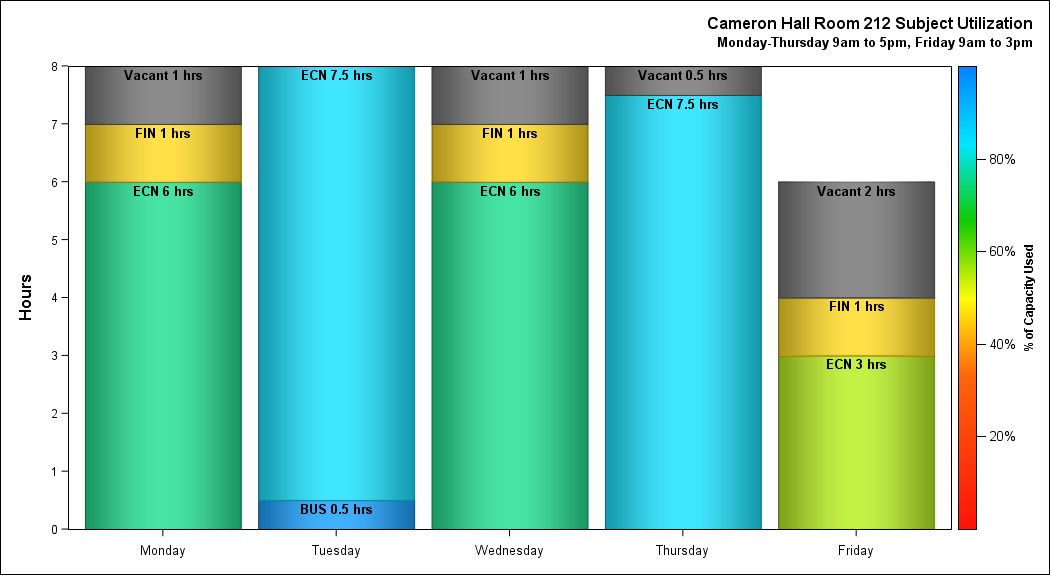 Cameron Hall Room 212 Subject Utilization
Monday-Thursday 9am to 5pm, Friday 9am to 3pm
Hours
8
7
6
5
4
3
2
1
0
Vacant 1 hrs
FIN 1 hrs
ECN 6 hrs
ECN 7.5 hrs
BUS 0.5 hrs
Vacant 1 hrs
FIN 1 hrs
ECN 6 hrs
Vacant 0.5 hrs
ECN 7.5 hrs
Vacant 2 hrs
FIN 1 hrs
ECN 3 hrs
Monday
Tuesday
Wednesday
Thursday
Friday
80%
60%
40%
20%
% of Capacity Used